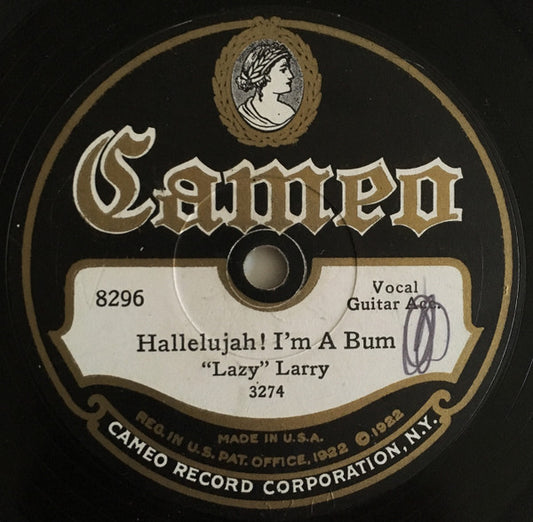 Cameo
8296
Vocal
Guitar Acc.
Hallelujah! I'm A Bum
"Lazy" Larry
3274
MADE IN U.S.A.
REG. IN U.S. PAT. OFFICE, 1922 © 1922
CAMEO RECORD CORPORATION, N.Y.